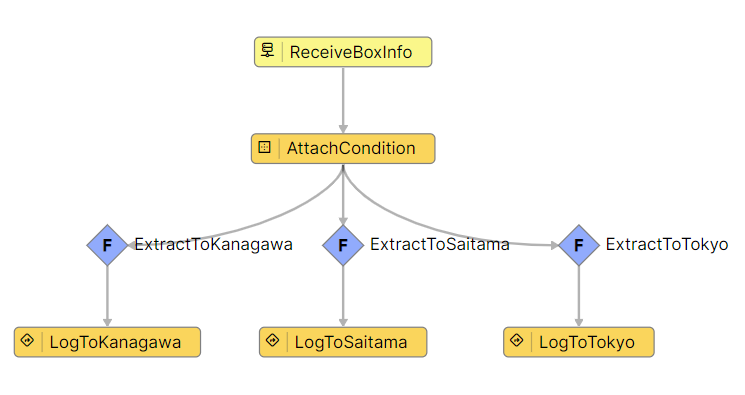 ReceiveBoxInfo
AttachCondition
F ExtractToKanagawa
F ExtractToSaitama
F ExtractToTokyo
LogToKanagawa
LogToSaitama
LogToTokyo